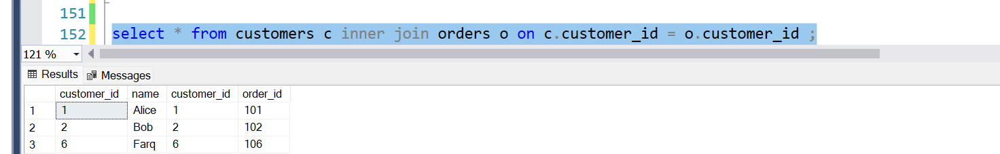 151
152 select * from customers c inner join orders o on c.customer_id = o.customer_id ;
121 %
Results Messages
customer_id name customer_id order_id
1 1 Alice 1 101
2 2 Bob 2 102
3 6 Farq 6 106